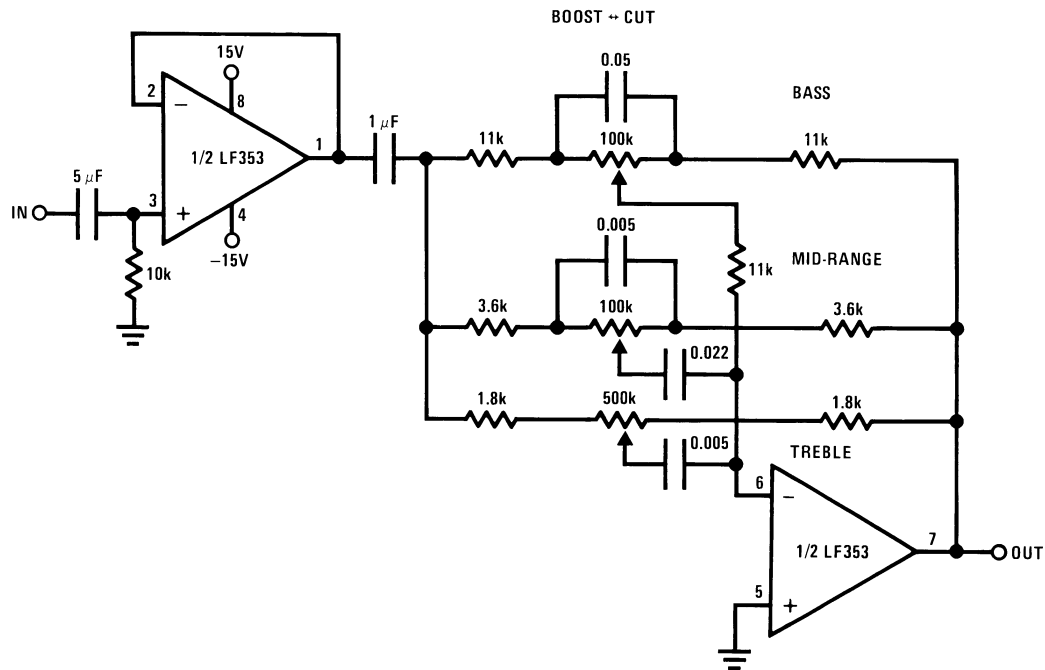 BOOST ↔ CUT
15V
0.05
BASS
2
−
8
1 μF
11k
100k
11k
1
1/2 LF353
5 μF
3
+
4
IN
−15V
10k
0.005
11k
MID-RANGE
3.6k
100k
3.6k
0.022
1.8k
500k
1.8k
0.005
TREBLE
6
−
7
1/2 LF353
OUT
5
+